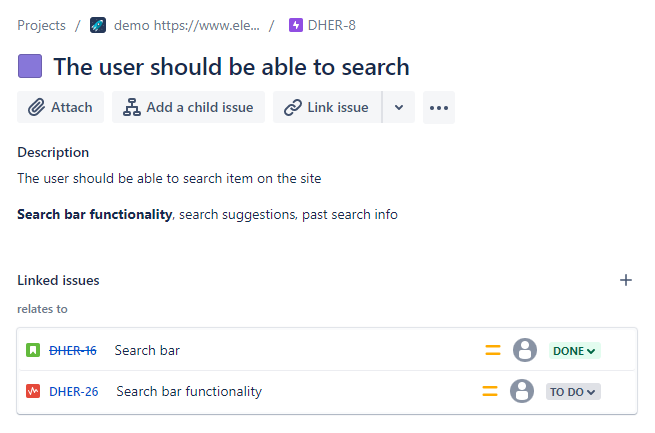 Projects / demo https://www.ele... / DHER-8
The user should be able to search
Attach Add a child issue Link issue
Description
The user should be able to search item on the site
Search bar functionality, search suggestions, past search info
Linked issues
relates to
DHER-16 Search bar DONE
DHER-26 Search bar functionality TO DO